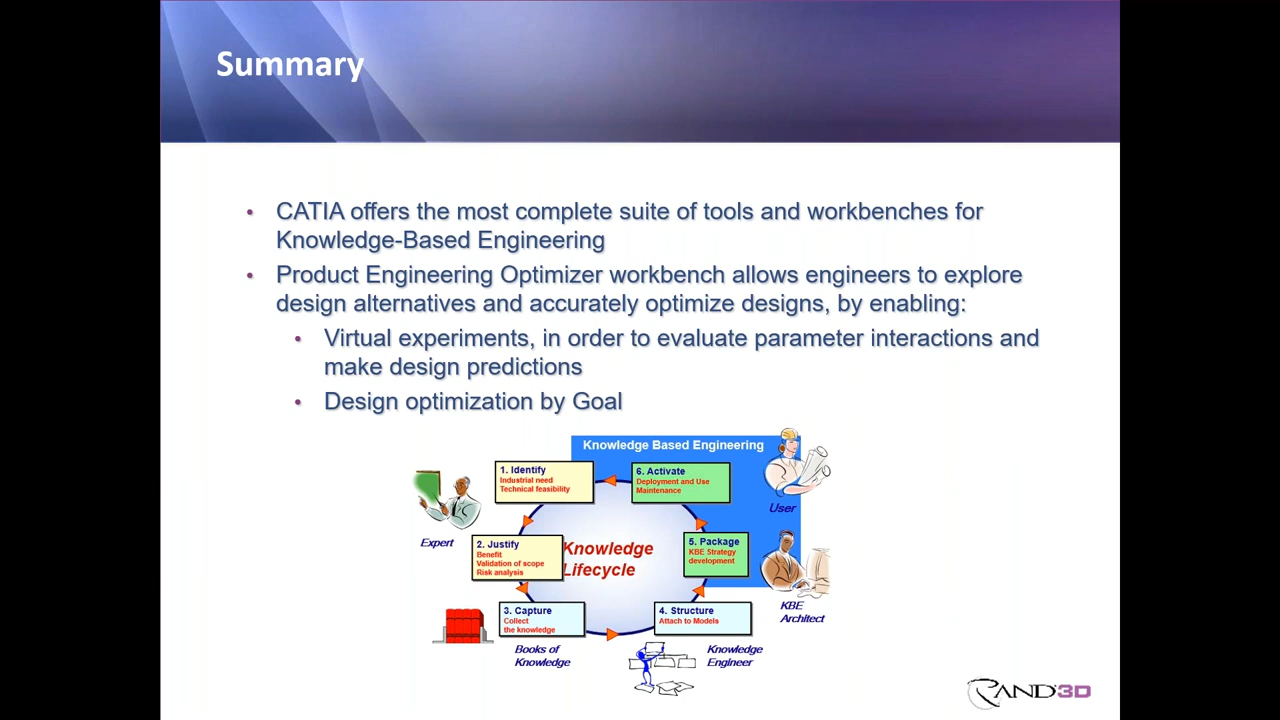 Summary
• CATIA offers the most complete suite of tools and workbenches for
Knowledge-Based Engineering
• Product Engineering Optimizer workbench allows engineers to explore
design alternatives and accurately optimize designs, by enabling:
• Virtual experiments, in order to evaluate parameter interactions and
make design predictions
• Design optimization by Goal
Knowledge Based Engineering
1. Identify
Industrial need
Technical feasibility
6. Activate
Deployment and Use
Maintenance
User
Expert
2. Justify
Benefit
Validation of scope
Risk analysis
Knowledge
Lifecycle
5. Package
KBE Strategy
development
KBE
Architect
3. Capture
Collect
the knowledge
4. Structure
Attach to Models
Books of
Knowledge
Knowledge
Engineer
RAND 3D